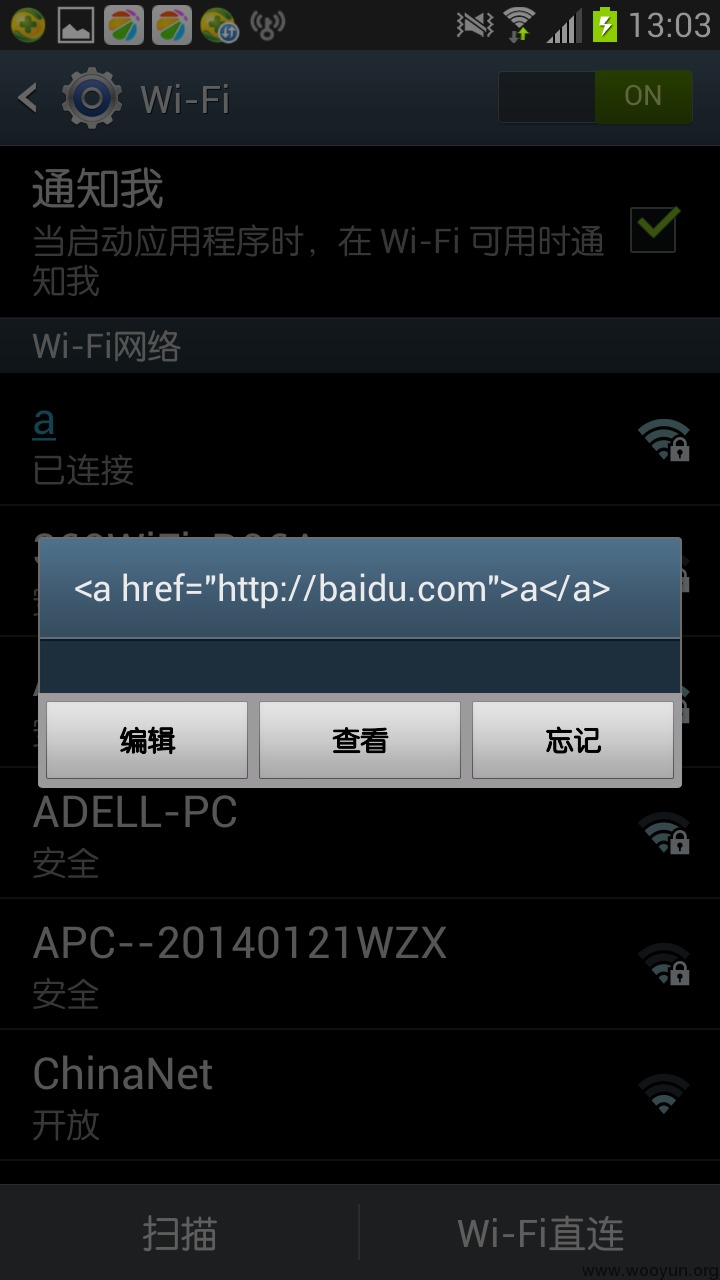 13:03
Wi-Fi
ON
通知我
当启动应用程序时，在 Wi-Fi 可用时通
知我
Wi-Fi网络
a
已连接
<a href="http://baidu.com">a</a>
编辑
查看
忘记
ADELL-PC
安全
APC--20140121WZX
安全
ChinaNet
开放
扫描
Wi-Fi直连
www.wooyun.org